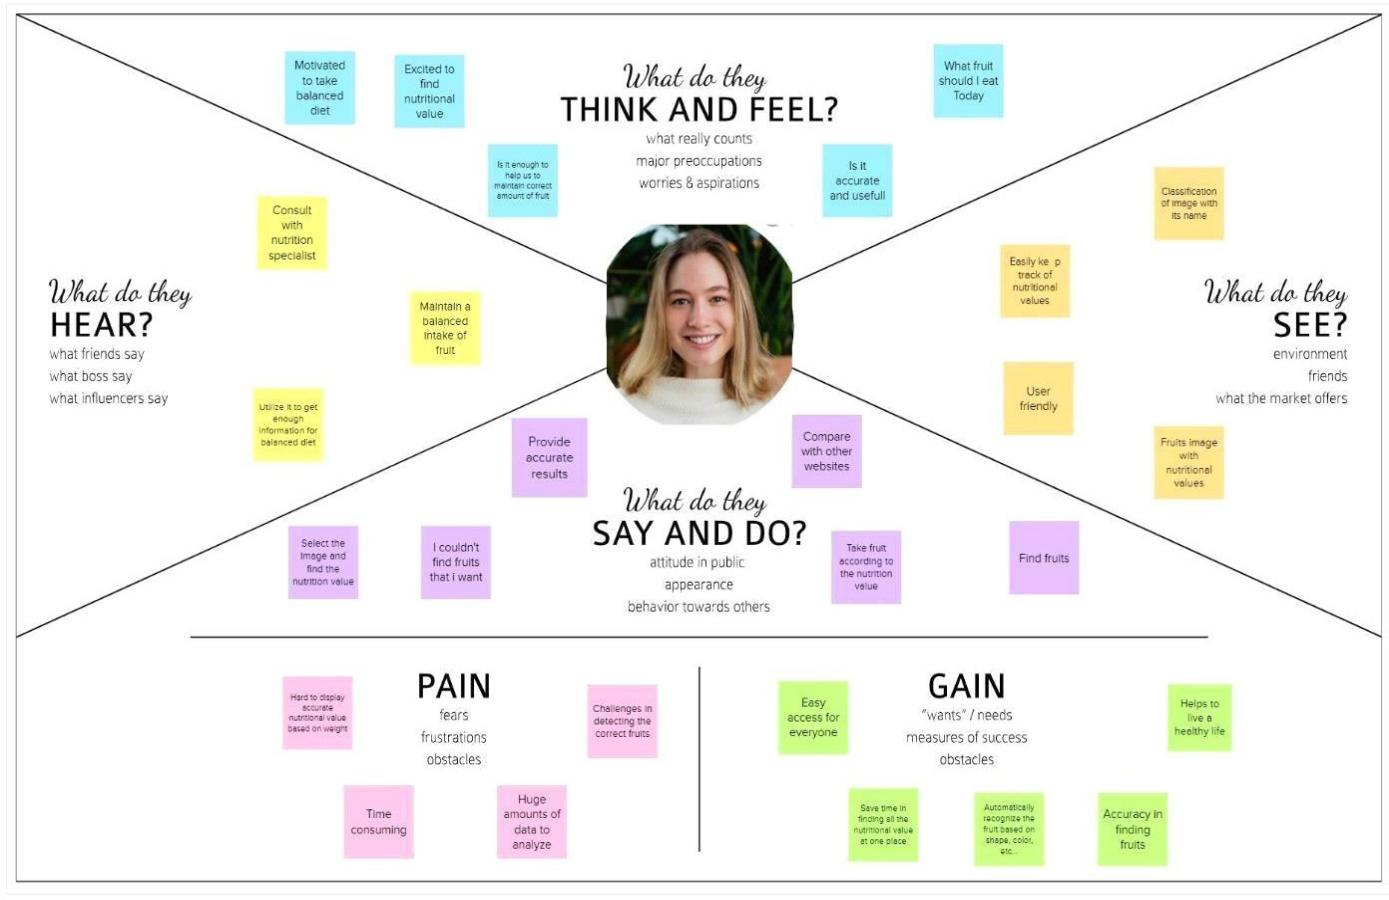 What do they
THINK AND FEEL?
what really counts
major preoccupations
worries & aspirations
Motivated
to take
balanced
diet
Excited to
find
nutritional
value
Is it enough to
help us to
maintain correct
amount of fruit
What fruit
should I eat
Today
Is it
accurate
and usefull
What do they
HEAR?
what friends say
what boss say
what influencers say
Consult
with
nutrition
specialist
Maintain a
balanced
intake of
fruit
Utilize it to get
enough
information for
balanced diet
What do they
SEE?
environment
friends
what the market offers
Classification
of image with
its name
Easily ke p
track of
nutritional
values
User
friendly
Fruits image
with
nutritional
values
What do they
SAY AND DO?
attitude in public
appearance
behavior towards others
Provide
accurate
results
Compare
with other
websites
Select the
image and
find the
nutrition value
I couldn't
find fruits
that i want
Take fruit
according to
the nutrition
value
Find fruits
PAIN
fears
frustrations
obstacles
Hard to display
accurate
nutritional value
based on weight
Challenges in
detecting the
correct fruits
Time
consuming
Huge
amounts of
data to
analyze
GAIN
"wants" / needs
measures of success
obstacles
Easy
access for
everyone
Helps to
live a
healthy life
Save time in
finding all the
nutritional value
at one place
Automatically
recognize the
fruit based on
shape, color,
etc...
Accuracy in
finding
fruits